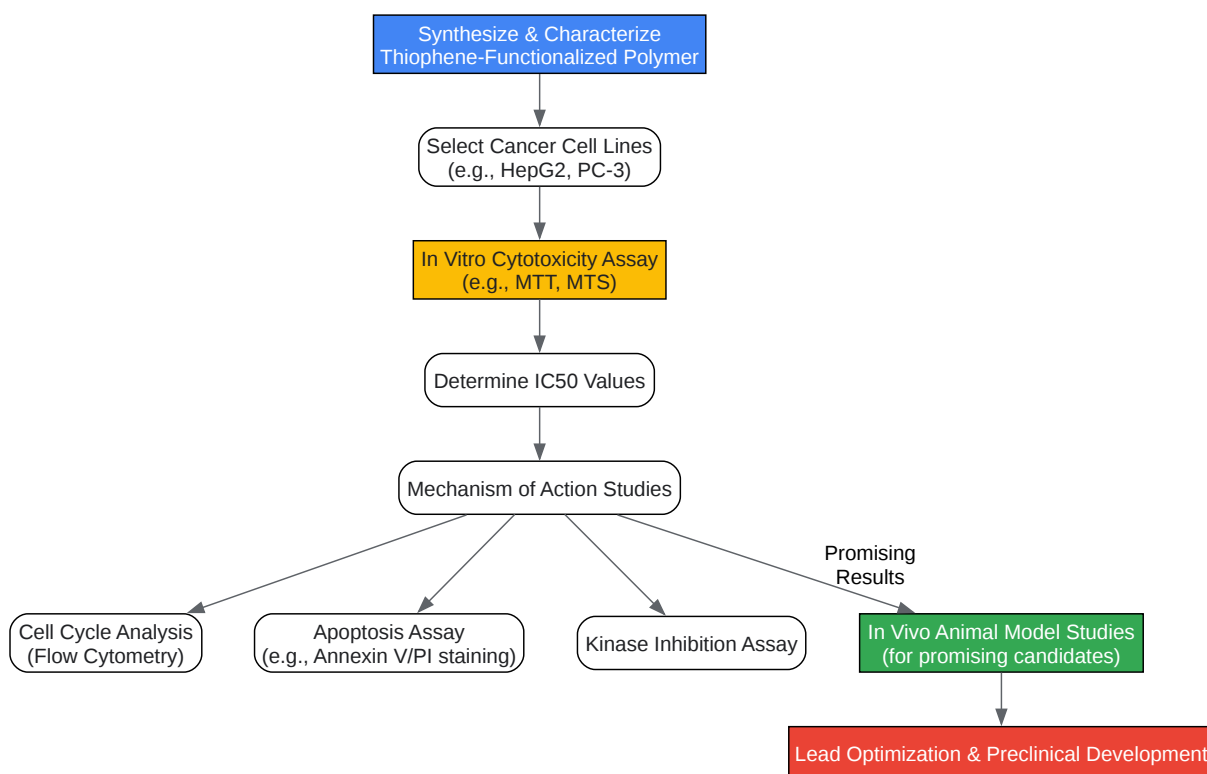 Synthesize & Characterize
Thiophene-Functionalized Polymer
Select Cancer Cell Lines
(e.g., HepG2, PC-3)
In Vitro Cytotoxicity Assay
(e.g., MTT, MTS)
Determine IC50 Values
Mechanism of Action Studies
Promising
Results
Cell Cycle Analysis
(Flow Cytometry)
Apoptosis Assay
(e.g., Annexin V/PI staining)
Kinase Inhibition Assay
In Vivo Animal Model Studies
(for promising candidates)
Lead Optimization & Preclinical Development